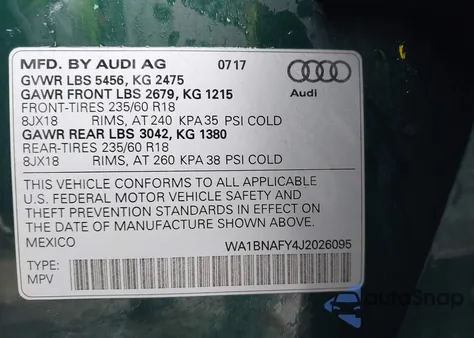 MFD. BY AUDI AG 07 17
GVWR LBS 5456, KG 2475
GAWR FRONT LBS 2679, KG 1215
FRONT-TIRES 235/60 R18
8JX18 RIMS, AT 240 KPA 35 PSI COLD
GAWR REAR LBS 3042, KG 1380
REAR-TIRES 235/60 R18
8JX18 RIMS, AT 260 KPA 38 PSI COLD
THIS VEHICLE CONFORMS TO ALL APPLICABLE
U.S. FEDERAL MOTOR VEHICLE SAFETY AND
THEFT PREVENTION STANDARDS IN EFFECT ON
THE DATE OF MANUFACTURE SHOWN ABOVE.
MEXICO WA1BNAFY4J2026095
TYPE:
MPV
Audi
autoSnap